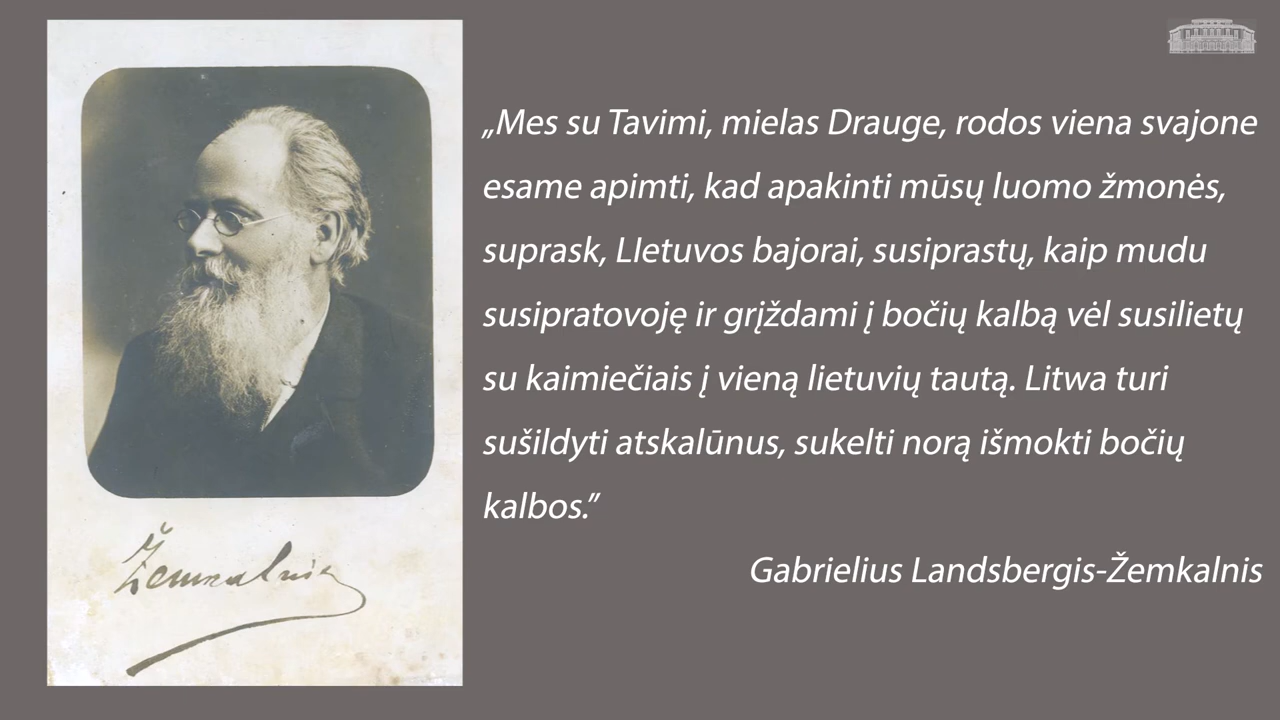 „Mes su Tavimi, mielas Drauge, rodos viena svajone
esame apimti, kad apakinti mūsų luomo žmonės,
suprask, LIetuvos bajorai, susiprastų, kaip mudu
susipratovoję ir grįždami į bočių kalbą vėl susilietų
su kaimiečiais į vieną lietuvių tautą. Litwa turi
sušildyti atskalūnus, sukelti norą išmokti bočių
kalbos.”
Gabrielius Landsbergis-Žemkalnis
Žemkalnis